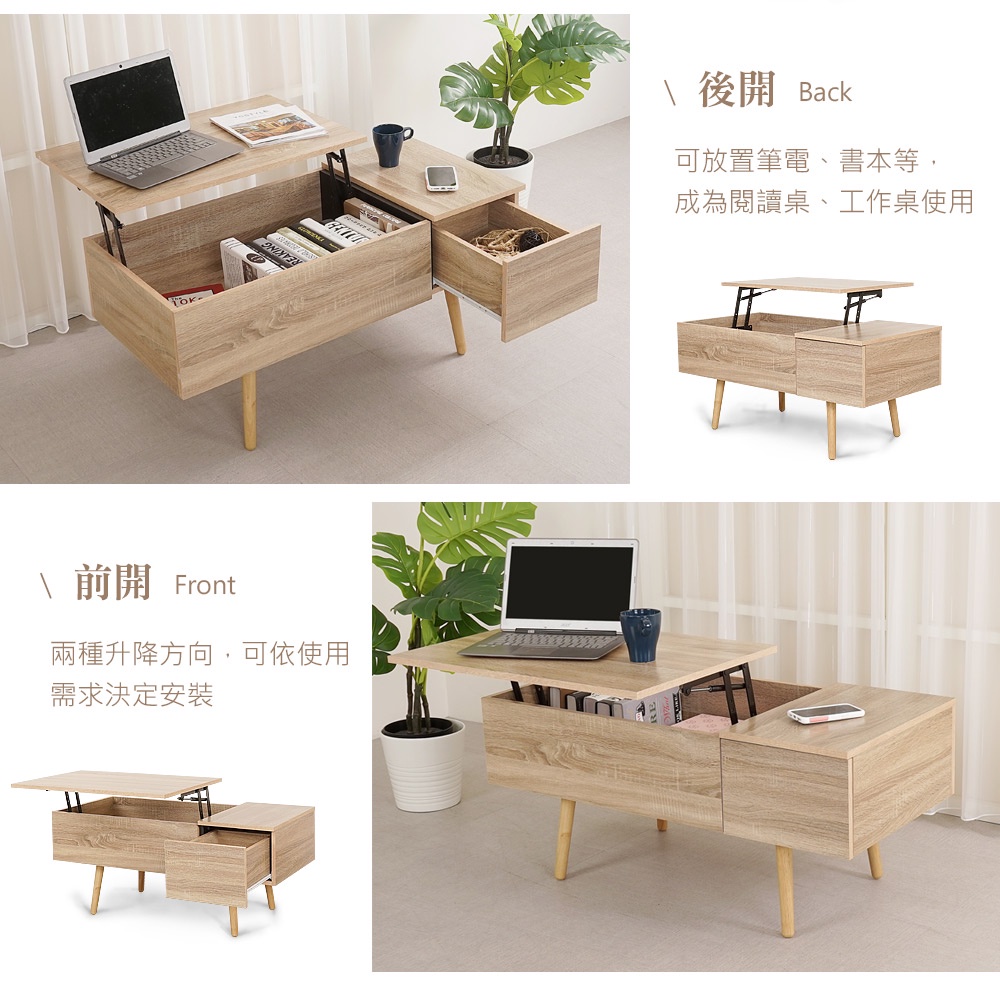 \ 後開 Back
可放置筆電、書本等，
成為閱讀桌、工作桌使用
\ 前開 Front
兩種升降方向，可依使用
需求決定安裝